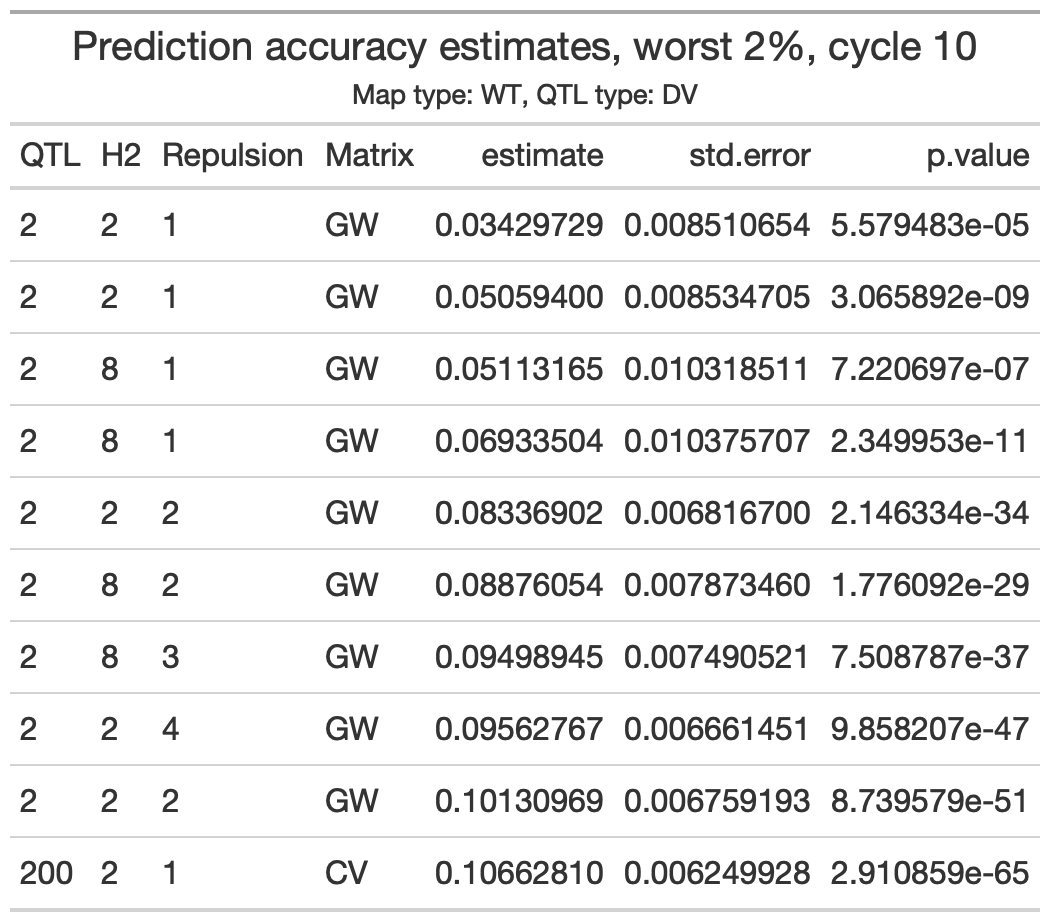 Prediction accuracy estimates, worst 2%, cycle 10
Map type: WT, QTL type: DV
QTL H2 Repulsion Matrix estimate std.error p.value
2 2 1 GW 0.03429729 0.008510654 5.579483e-05
2 2 1 GW 0.05059400 0.008534705 3.065892e-09
2 8 1 GW 0.05113165 0.010318511 7.220697e-07
2 8 1 GW 0.06933504 0.010375707 2.349953e-11
2 2 2 GW 0.08336902 0.006816700 2.146334e-34
2 8 2 GW 0.08876054 0.007873460 1.776092e-29
2 8 3 GW 0.09498945 0.007490521 7.508787e-37
2 2 4 GW 0.09562767 0.006661451 9.858207e-47
2 2 2 GW 0.10130969 0.006759193 8.739579e-51
200 2 1 CV 0.10662810 0.006249928 2.910859e-65